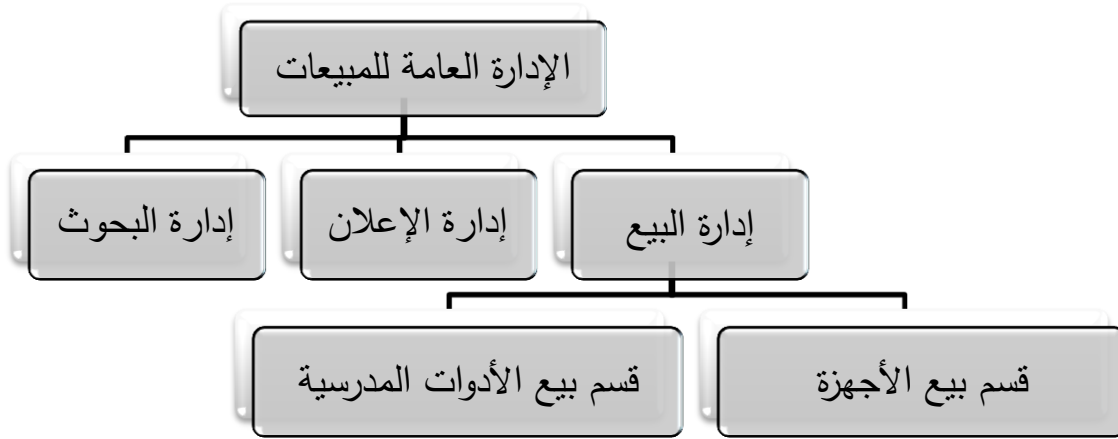 الإدارة العامة للمبيعات
إدارة البيع
إدارة الإعلان
إدارة البحوث
قسم بيع الأجهزة
قسم بيع الأدوات المدرسية